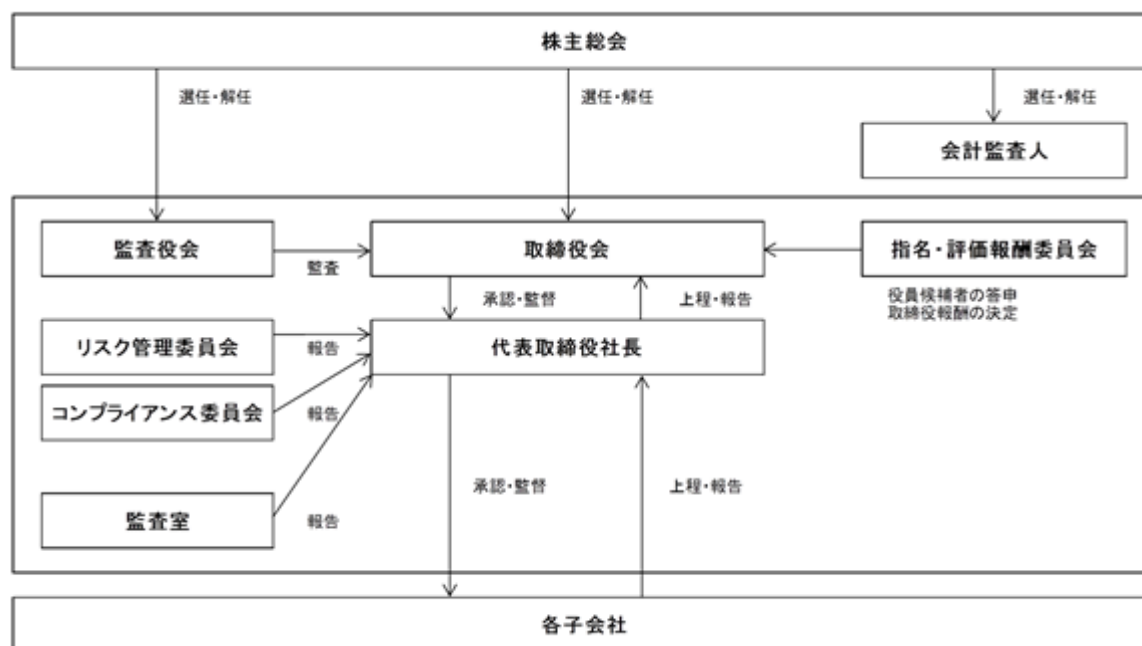 株主総会
選任・解任
選任・解任
選任・解任
会計監査人
監査役会
監査
取締役会
指名・評価報酬委員会
役員候補者の答申
取締役報酬の決定
承認・監督
上程・報告
リスク管理委員会
報告
代表取締役社長
コンプライアンス委員会
報告
監査室
報告
承認・監督
上程・報告
各子会社